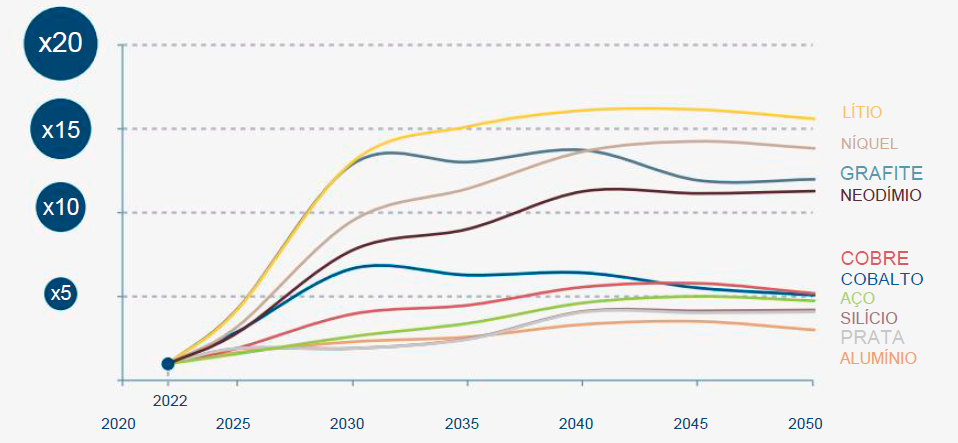 x20
x15
x10
x5
LÍTIO
NÍQUEL
GRAFITE
NEODÍMIO
COBRE
COBALTO
AÇO
SILÍCIO
PRATA
ALUMÍNIO
2022
2020 2025 2030 2035 2040 2045 2050